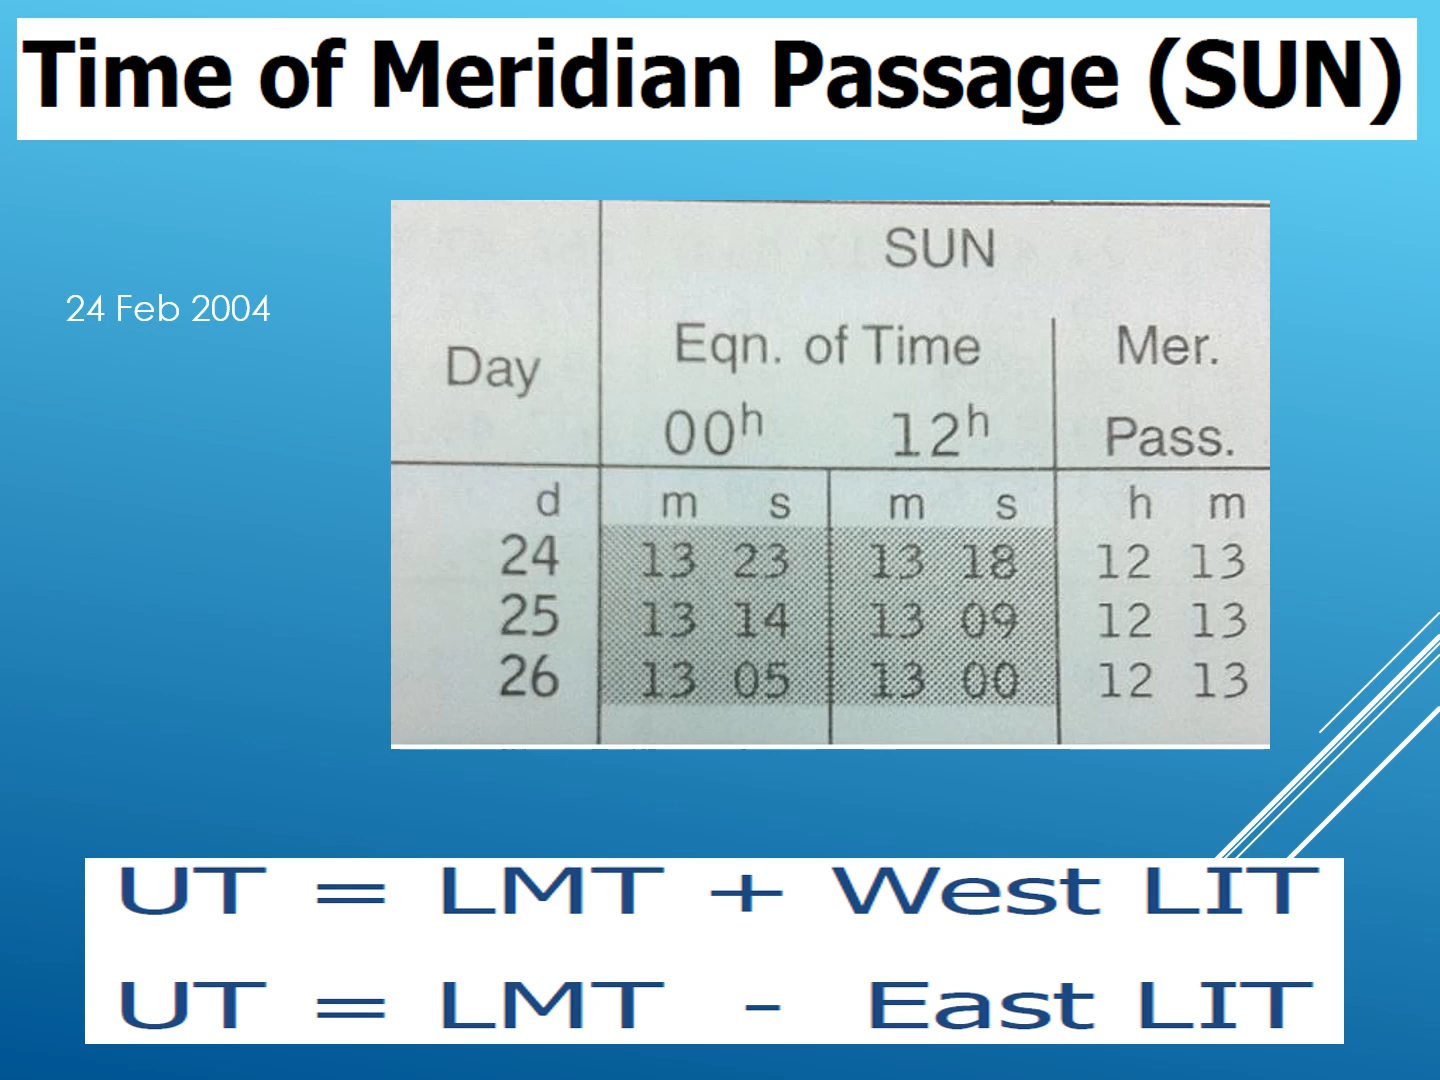 Time of Meridian Passage (SUN)
24 Feb 2004
SUN
Day Eqn. of Time Mer.
00h 12h Pass.
d m s m s h m
24 13 23 13 18 12 13
25 13 14 13 09 12 13
26 13 05 13 00 12 13
UT = LMT + West LIT
UT = LMT - East LIT